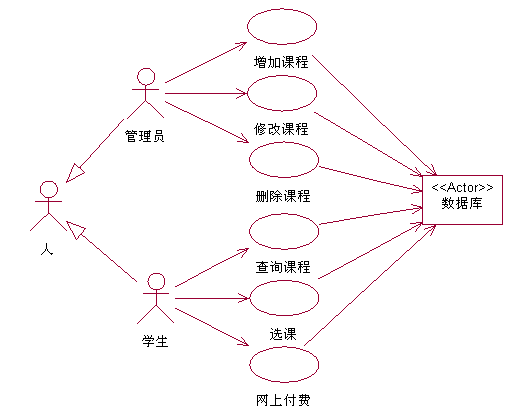 增加课程
管理员
修改课程
删除课程
<<Actor>>
数据库
人
查询课程
学生
选课
网上付费